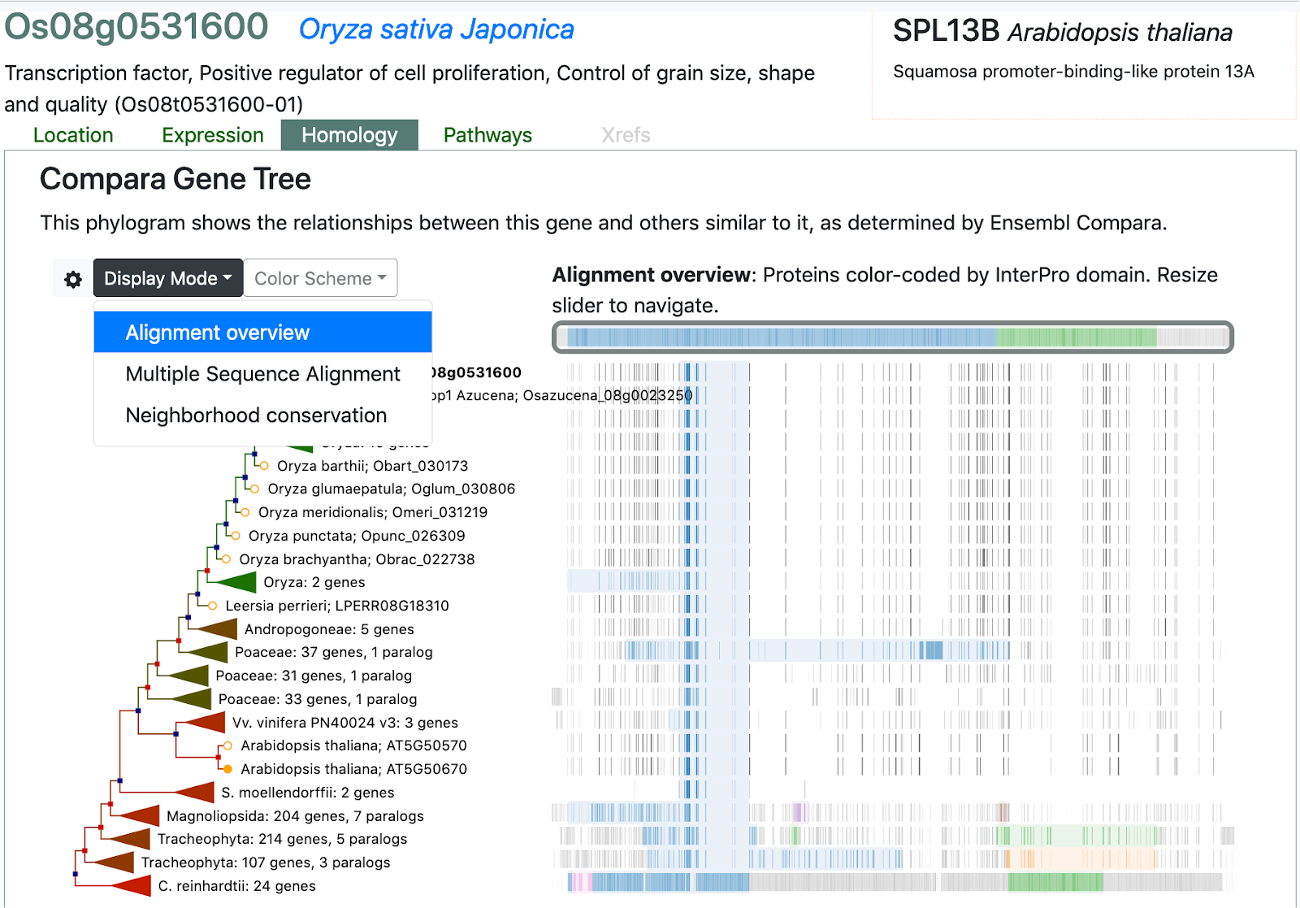 Os08g0531600 Oryza sativa Japonica
Transcription factor, Positive regulator of cell proliferation, Control of grain size, shape
and quality (Os08t0531600-01)
SPL13B Arabidopsis thaliana
Squamosa promoter-binding-like protein 13A
Location Expression Homology Pathways Xrefs
Compara Gene Tree
This phylogram shows the relationships between this gene and others similar to it, as determined by Ensembl Compara.
Display Mode Color Scheme
Alignment overview
Multiple Sequence Alignment
Neighborhood conservation
Alignment overview: Proteins color-coded by InterPro domain. Resize
slider to navigate.
08g0531600
op1 Azucena; Osazucena_08g0023250
Oryza barthii; Obart_030173
Oryza glumaepatula; Oglum_030806
Oryza meridionalis; Omeri_031219
Oryza punctata; Opunc_026309
Oryza brachyantha; Obrac_022738
Oryza: 2 genes
Leersia perrieri; LPERR08G18310
Andropogoneae: 5 genes
Poaceae: 37 genes, 1 paralog
Poaceae: 31 genes, 1 paralog
Poaceae: 33 genes, 1 paralog
Vv. vinifera PN40024 v3: 3 genes
Arabidopsis thaliana; AT5G50570
Arabidopsis thaliana; AT5G50670
S. moellendorffii: 2 genes
Magnoliopsida: 204 genes, 7 paralogs
Tracheophyta: 214 genes, 5 paralogs
Tracheophyta: 107 genes, 3 paralogs
C. reinhardtii: 24 genes